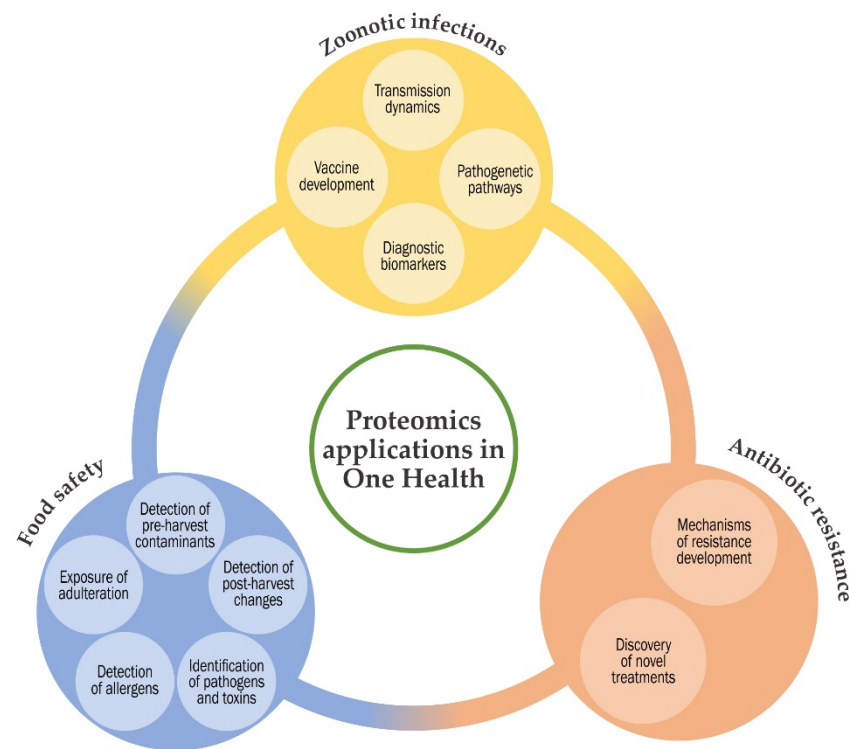 Zoonotic infections
Transmission
dynamics
Vaccine
development
Pathogenetic
pathways
Diagnostic
biomarkers
Proteomics
applications in
One Health
Food safety
Detection of
pre-harvest
contaminants
Exposure of
adulteration
Detection of
post-harvest
changes
Detection
of allergens
Identification
of pathogens
and toxins
Antibiotic resistance
Mechanisms
of resistance
development
Discovery
of novel
treatments